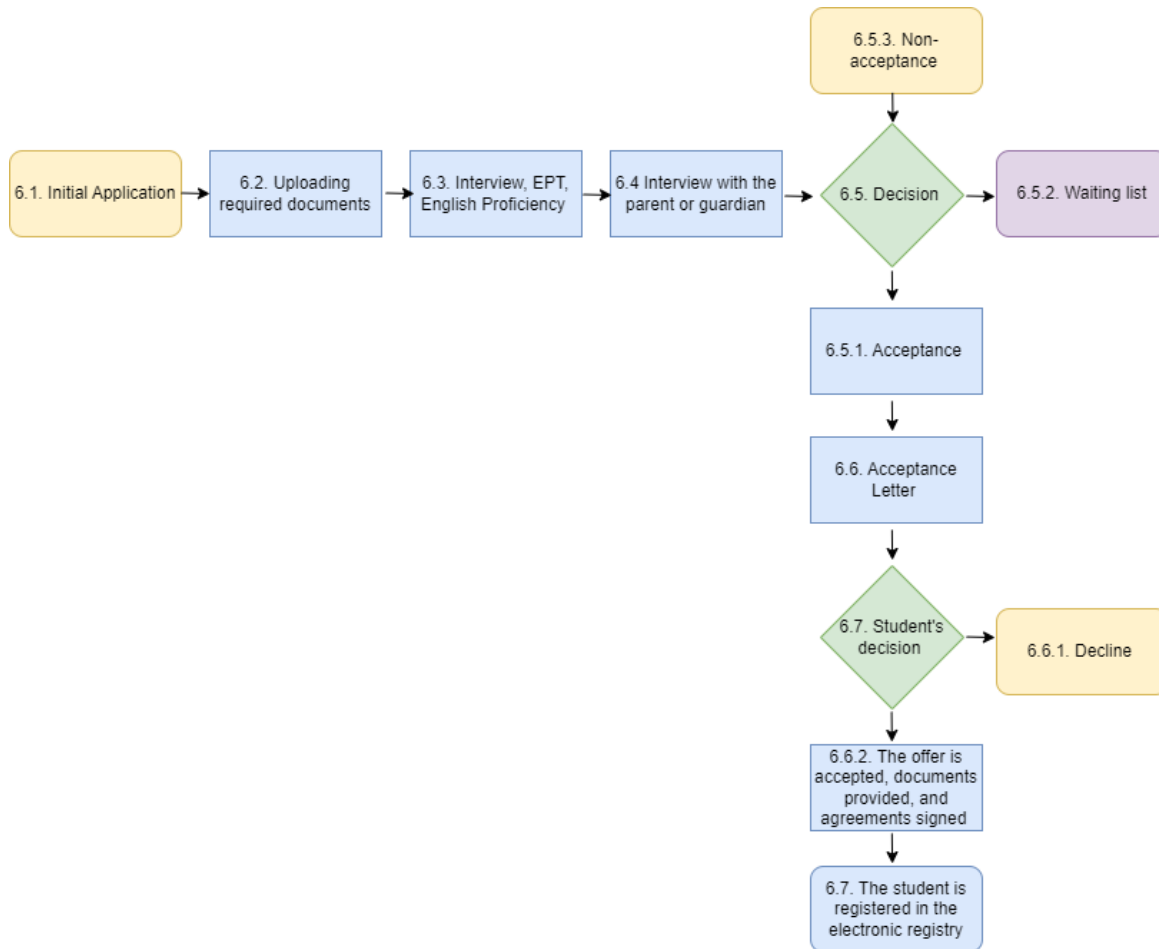 6.5.3. Non-
acceptance
6.1. Initial Application
6.2. Uploading
required documents
6.3. Interview, EPT,
English Proficiency
6.4 Interview with the
parent or guardian
6.5. Decision
6.5.2. Waiting list
6.5.1. Acceptance
6.6. Acceptance
Letter
6.7. Student's
decision
6.6.1. Decline
6.6.2. The offer is
accepted, documents
provided, and
agreements signed
6.7. The student is
registered in the
electronic registry